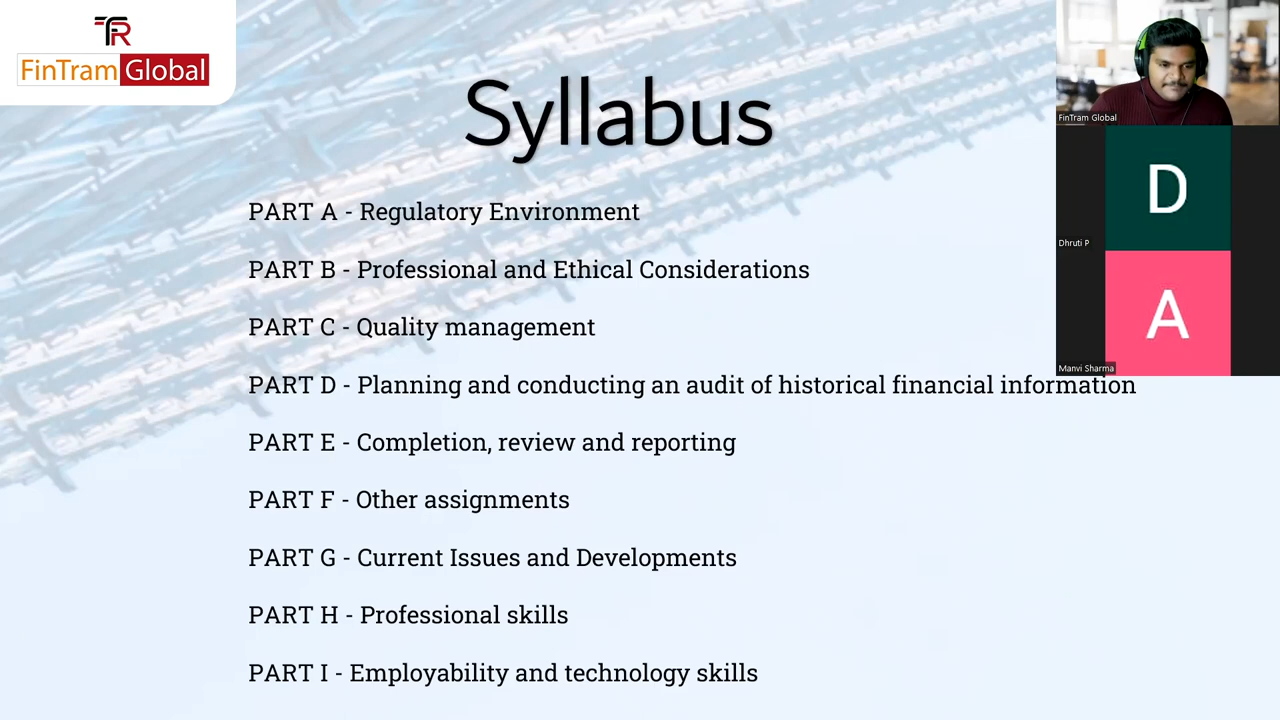 TR
FinTram Global
Syllabus
PART A - Regulatory Environment
PART B - Professional and Ethical Considerations
PART C - Quality management
PART D - Planning and conducting an audit of historical financial information
PART E - Completion, review and reporting
PART F - Other assignments
PART G - Current Issues and Developments
PART H - Professional skills
PART I - Employability and technology skills
FinTram Global
D
Dhruti P
A
Manvi Sharma